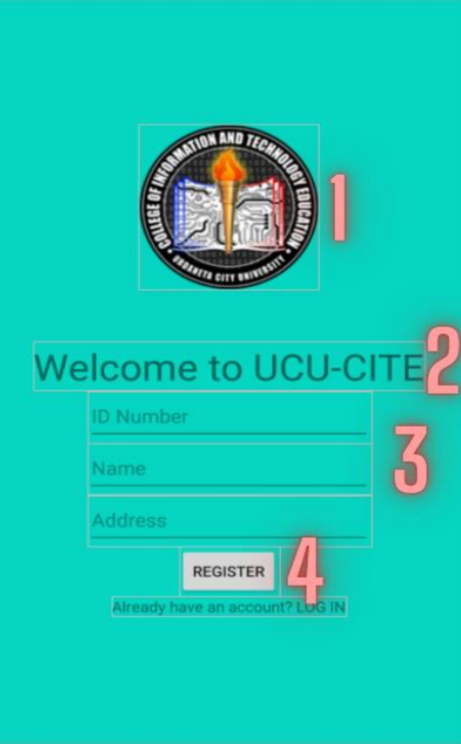 COLLEGE OF INFORMATION AND TECHNOLOGY EDUCATION
URDANETA CITY UNIVERSITY
1
Welcome to UCU-CITE
2
ID Number
Name
3
Address
REGISTER
4
Already have an account? LOG IN